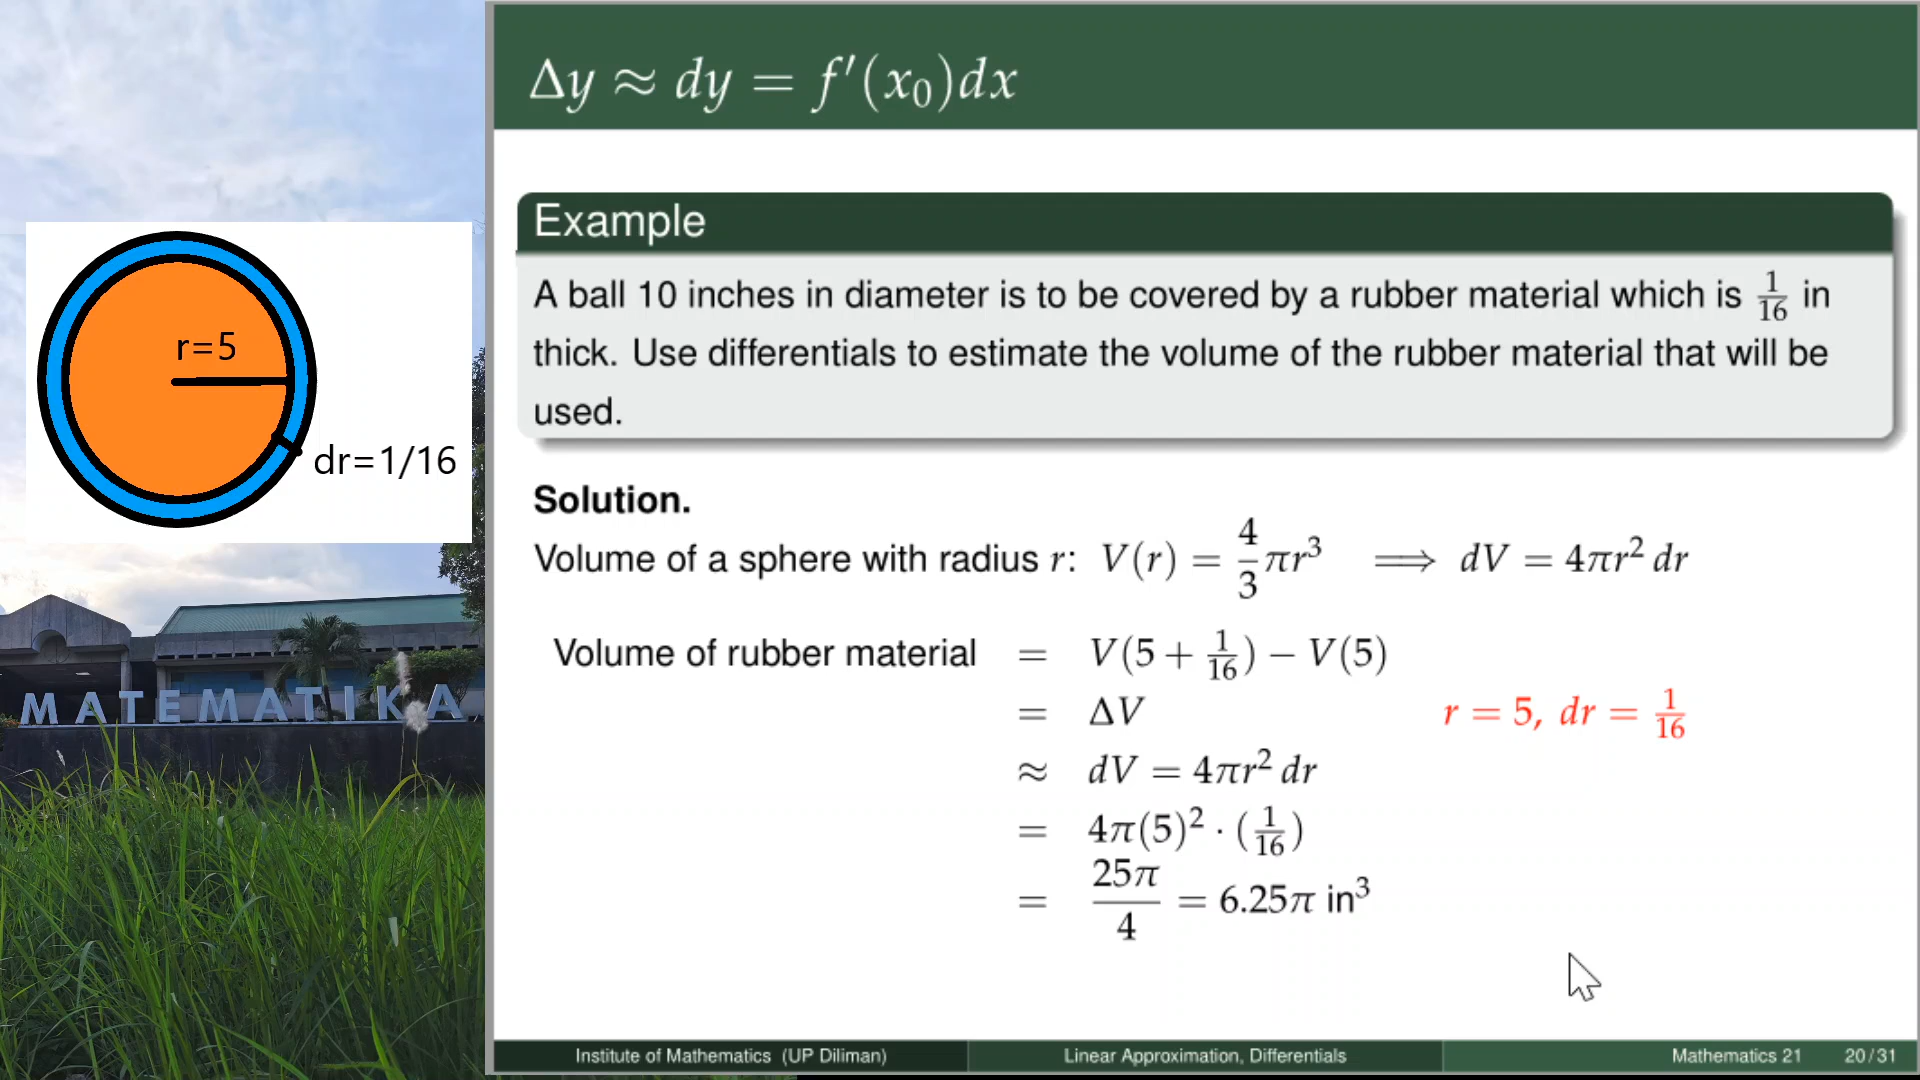 Δy ≈ dy = f′(x₀)dx
Example
A ball 10 inches in diameter is to be covered by a rubber material which is 1/16 in
thick. Use differentials to estimate the volume of the rubber material that will be
used.
r=5
dr=1/16
Solution.
Volume of a sphere with radius r: V(r) = 4/3 πr³ ⟹ dV = 4πr² dr
Volume of rubber material = V(5 + 1/16) − V(5)
= ΔV r = 5, dr = 1/16
≈ dV = 4πr² dr
= 4π(5)² · (1/16)
= 25π/4 = 6.25π in³
MATEMATIKA
Institute of Mathematics (UP Diliman) Linear Approximation, Differentials Mathematics 21 20/31